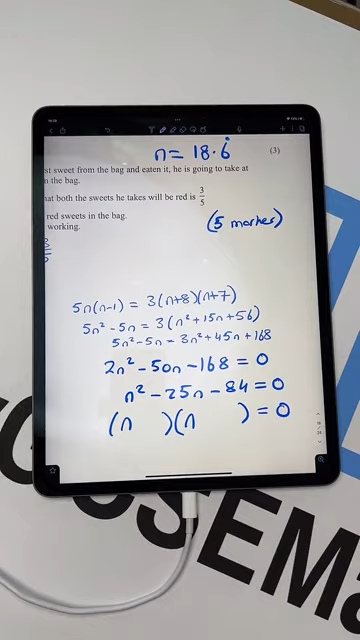 n = 18.6̇
(3)
st sweet from the bag and eaten it, he is going to take at
n the bag.
hat both the sweets he takes will be red is 3/5
red sweets in the bag.
working.
(5 marks)
5n(n-1) = 3(n+8)(n+7)
5n² - 5n = 3(n² + 15n + 56)
5n² - 5n = 3n² + 45n + 168
2n² - 50n - 168 = 0
n² - 25n - 84 = 0
(n )(n ) = 0